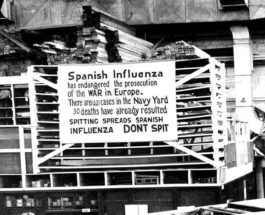 Spanish Influenza
has endangered the prosecution
of the WAR in Europe.
There are cases in the Navy Yard
30 deaths have already resulted
SPITTING SPREADS SPANISH
INFLUENZA DONT SPIT